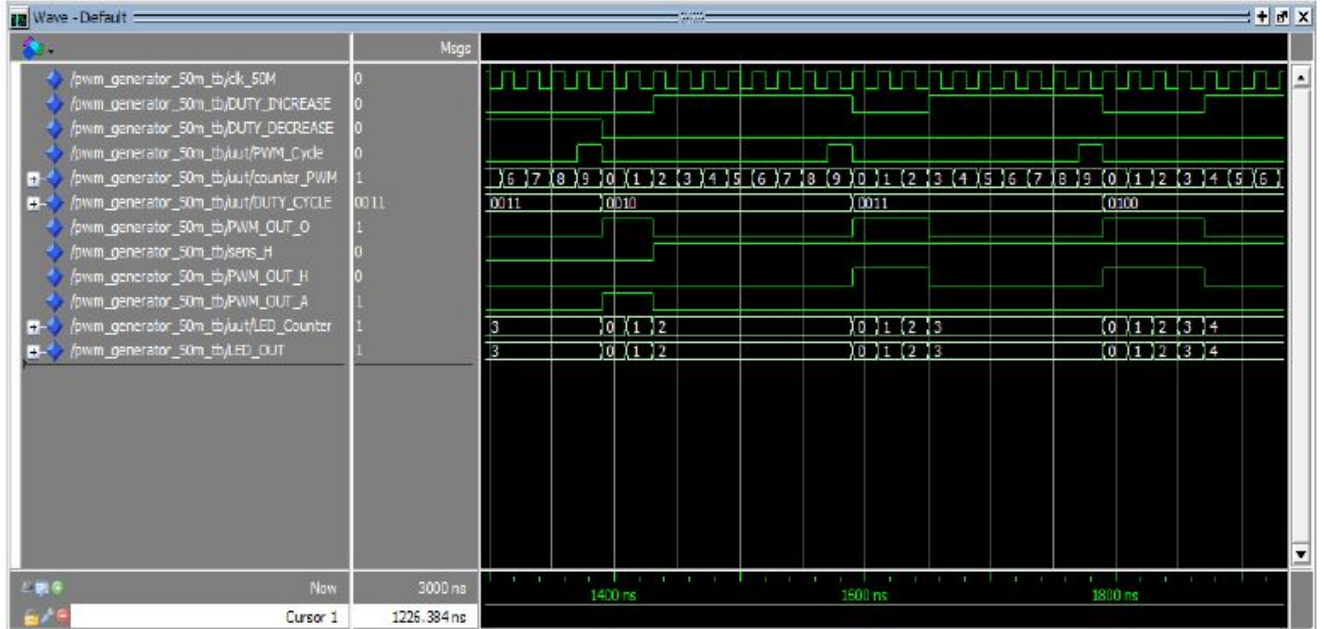 Wave - Default
Msgs
/pwm_generator_50m_tb/clk_50M 0
/pwm_generator_50m_tb/DUTY_INCREASE 0
/pwm_generator_50m_tb/DUTY_DECREASE 0
/pwm_generator_50m_tb/uut/PWM_Cycle 0
/pwm_generator_50m_tb/uut/counter_PWM 1 6 7 8 9 0 1 2 3 4 5 6 7 8 9 0 1 2 3 4 5 6 7 8 9 0 1 2 3 4 5 6
/pwm_generator_50m_tb/uut/DUTY_CYCLE 0011 0011 0010 0011 0100
/pwm_generator_50m_tb/PWM_OUT_O 1
/pwm_generator_50m_tb/sens_H 0
/pwm_generator_50m_tb/PWM_OUT_H 0
/pwm_generator_50m_tb/PWM_OUT_A 1
/pwm_generator_50m_tb/uut/LED_Counter 1 3 0 1 2 0 1 2 3 0 1 2 3 4
/pwm_generator_50m_tb/LED_OUT 1 3 0 1 2 0 1 2 3 0 1 2 3 4
Now 3000 ns 1400 ns 1600 ns 1800 ns
Cursor 1 1226.384 ns